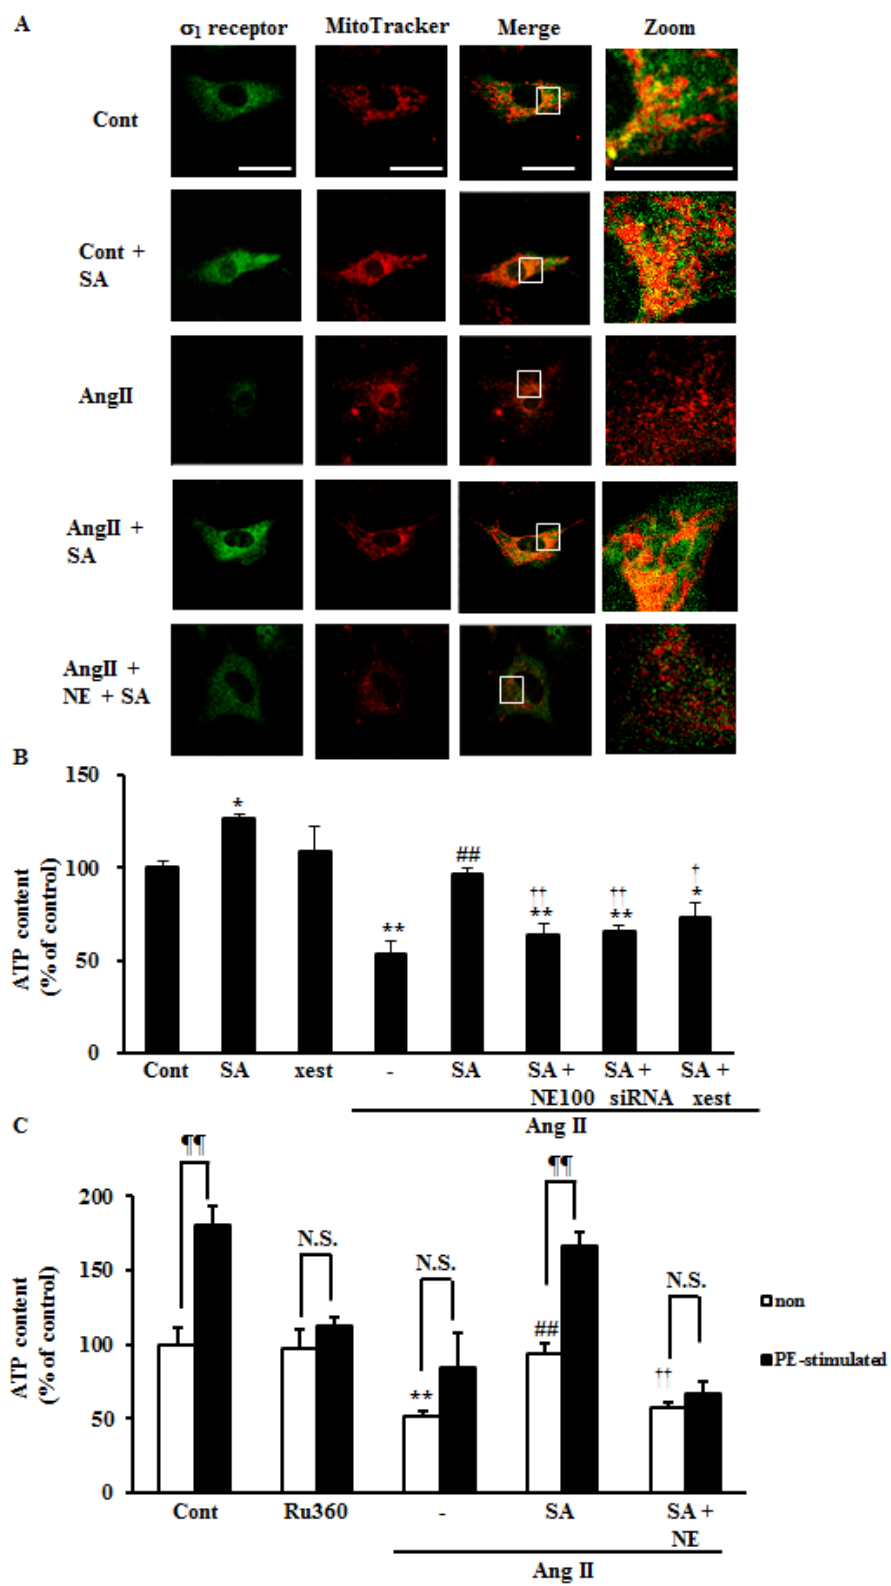 A
σ1 receptor MitoTracker Merge Zoom
Cont
Cont +
SA
AngII
AngII +
SA
AngII +
NE + SA
B
ATP content
(% of control)
150
100
50
0
*
**
##
††
**
††
**
†
*
Cont SA xest - SA SA + SA + SA +
NE100 siRNA xest
Ang II
C
ATP content
(% of control)
200
150
100
50
0
¶¶
N.S.
N.S.
**
¶¶
##
N.S.
††
non
PE-stimulated
Cont Ru360 - SA SA +
NE
Ang II